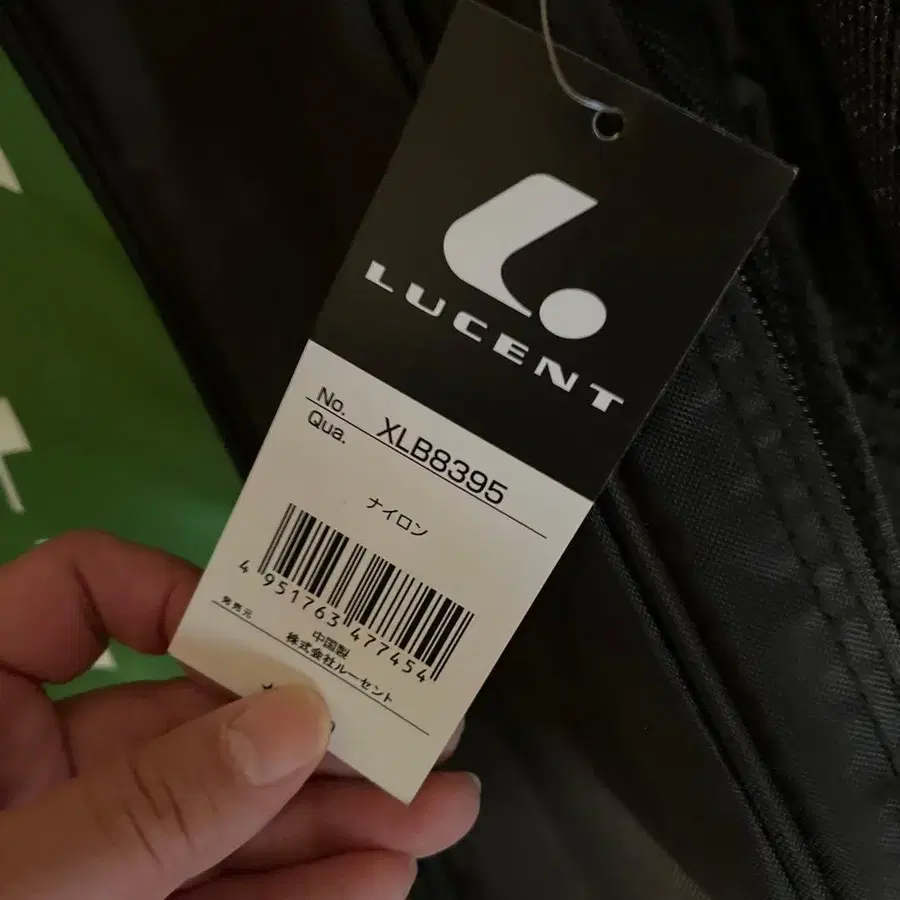 LUCENT
No. XLB8395
Qua.
ナイロン
4 951763 477454
中国製
発売元 株式会社ルーセント